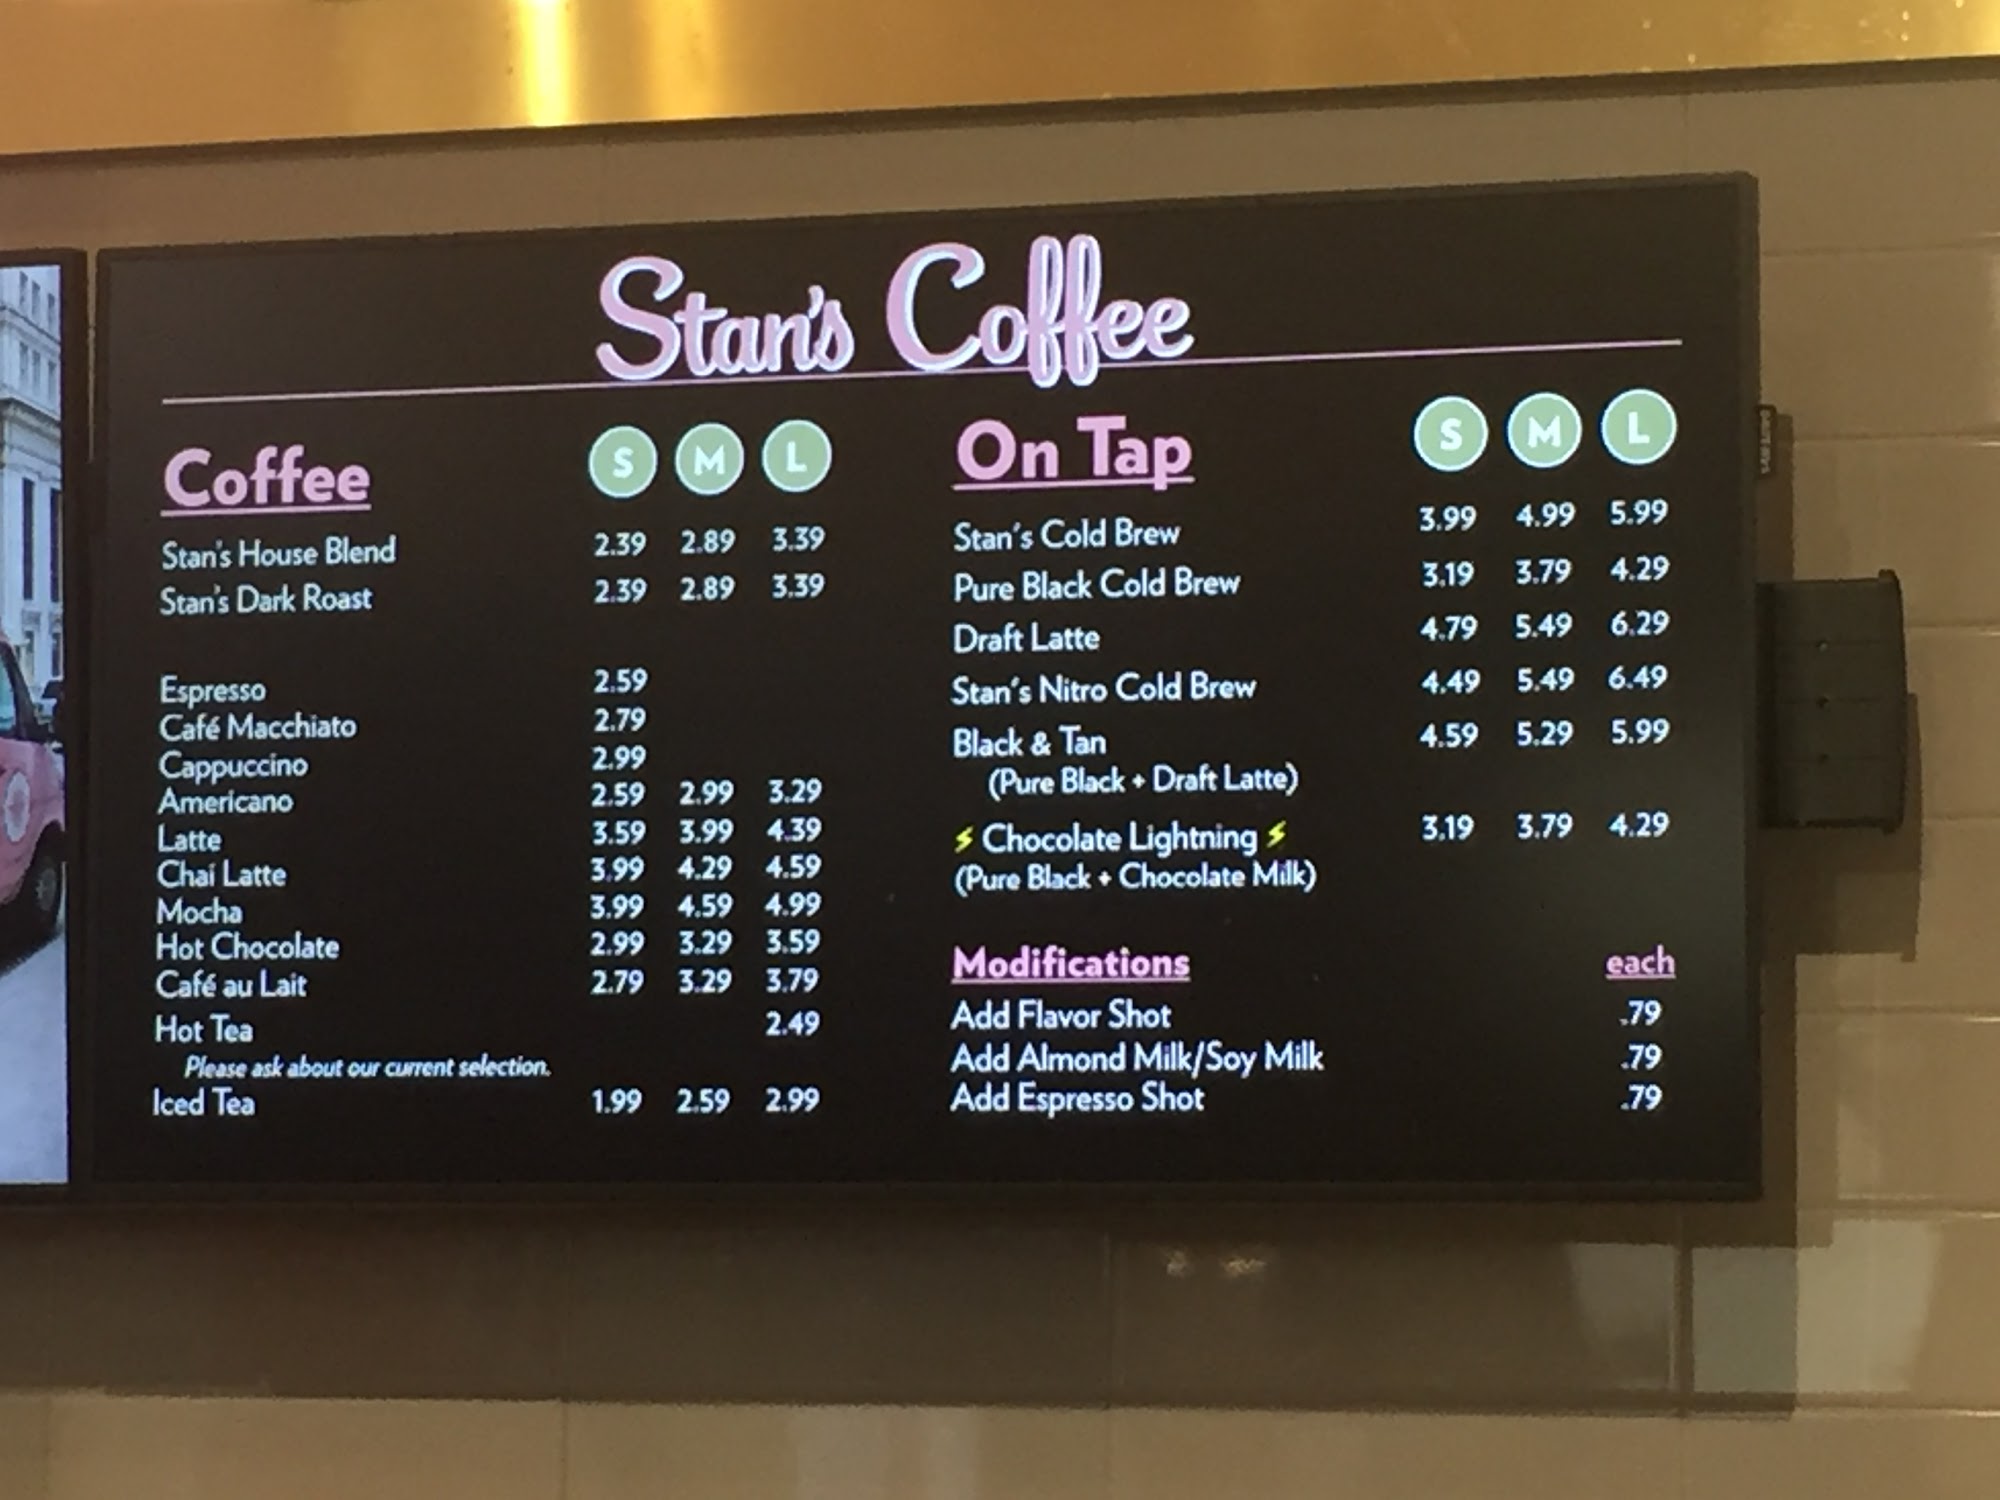 Stan's Coffee
Coffee S M L
Stan's House Blend 2.39 2.89 3.39
Stan's Dark Roast 2.39 2.89 3.39
Espresso 2.59
Café Macchiato 2.79
Cappuccino 2.99
Americano 2.59 2.99 3.29
Latte 3.59 3.99 4.39
Chai Latte 3.99 4.29 4.59
Mocha 3.99 4.59 4.99
Hot Chocolate 2.99 3.29 3.59
Café au Lait 2.79 3.29 3.79
Hot Tea 2.49
Please ask about our current selection.
Iced Tea 1.99 2.59 2.99
On Tap S M L
Stan's Cold Brew 3.99 4.99 5.99
Pure Black Cold Brew 3.19 3.79 4.29
Draft Latte 4.79 5.49 6.29
Stan's Nitro Cold Brew 4.49 5.49 6.49
Black & Tan 4.59 5.29 5.99
(Pure Black + Draft Latte)
⚡ Chocolate Lightning ⚡ 3.19 3.79 4.29
(Pure Black + Chocolate Milk)
Modifications each
Add Flavor Shot .79
Add Almond Milk/Soy Milk .79
Add Espresso Shot .79